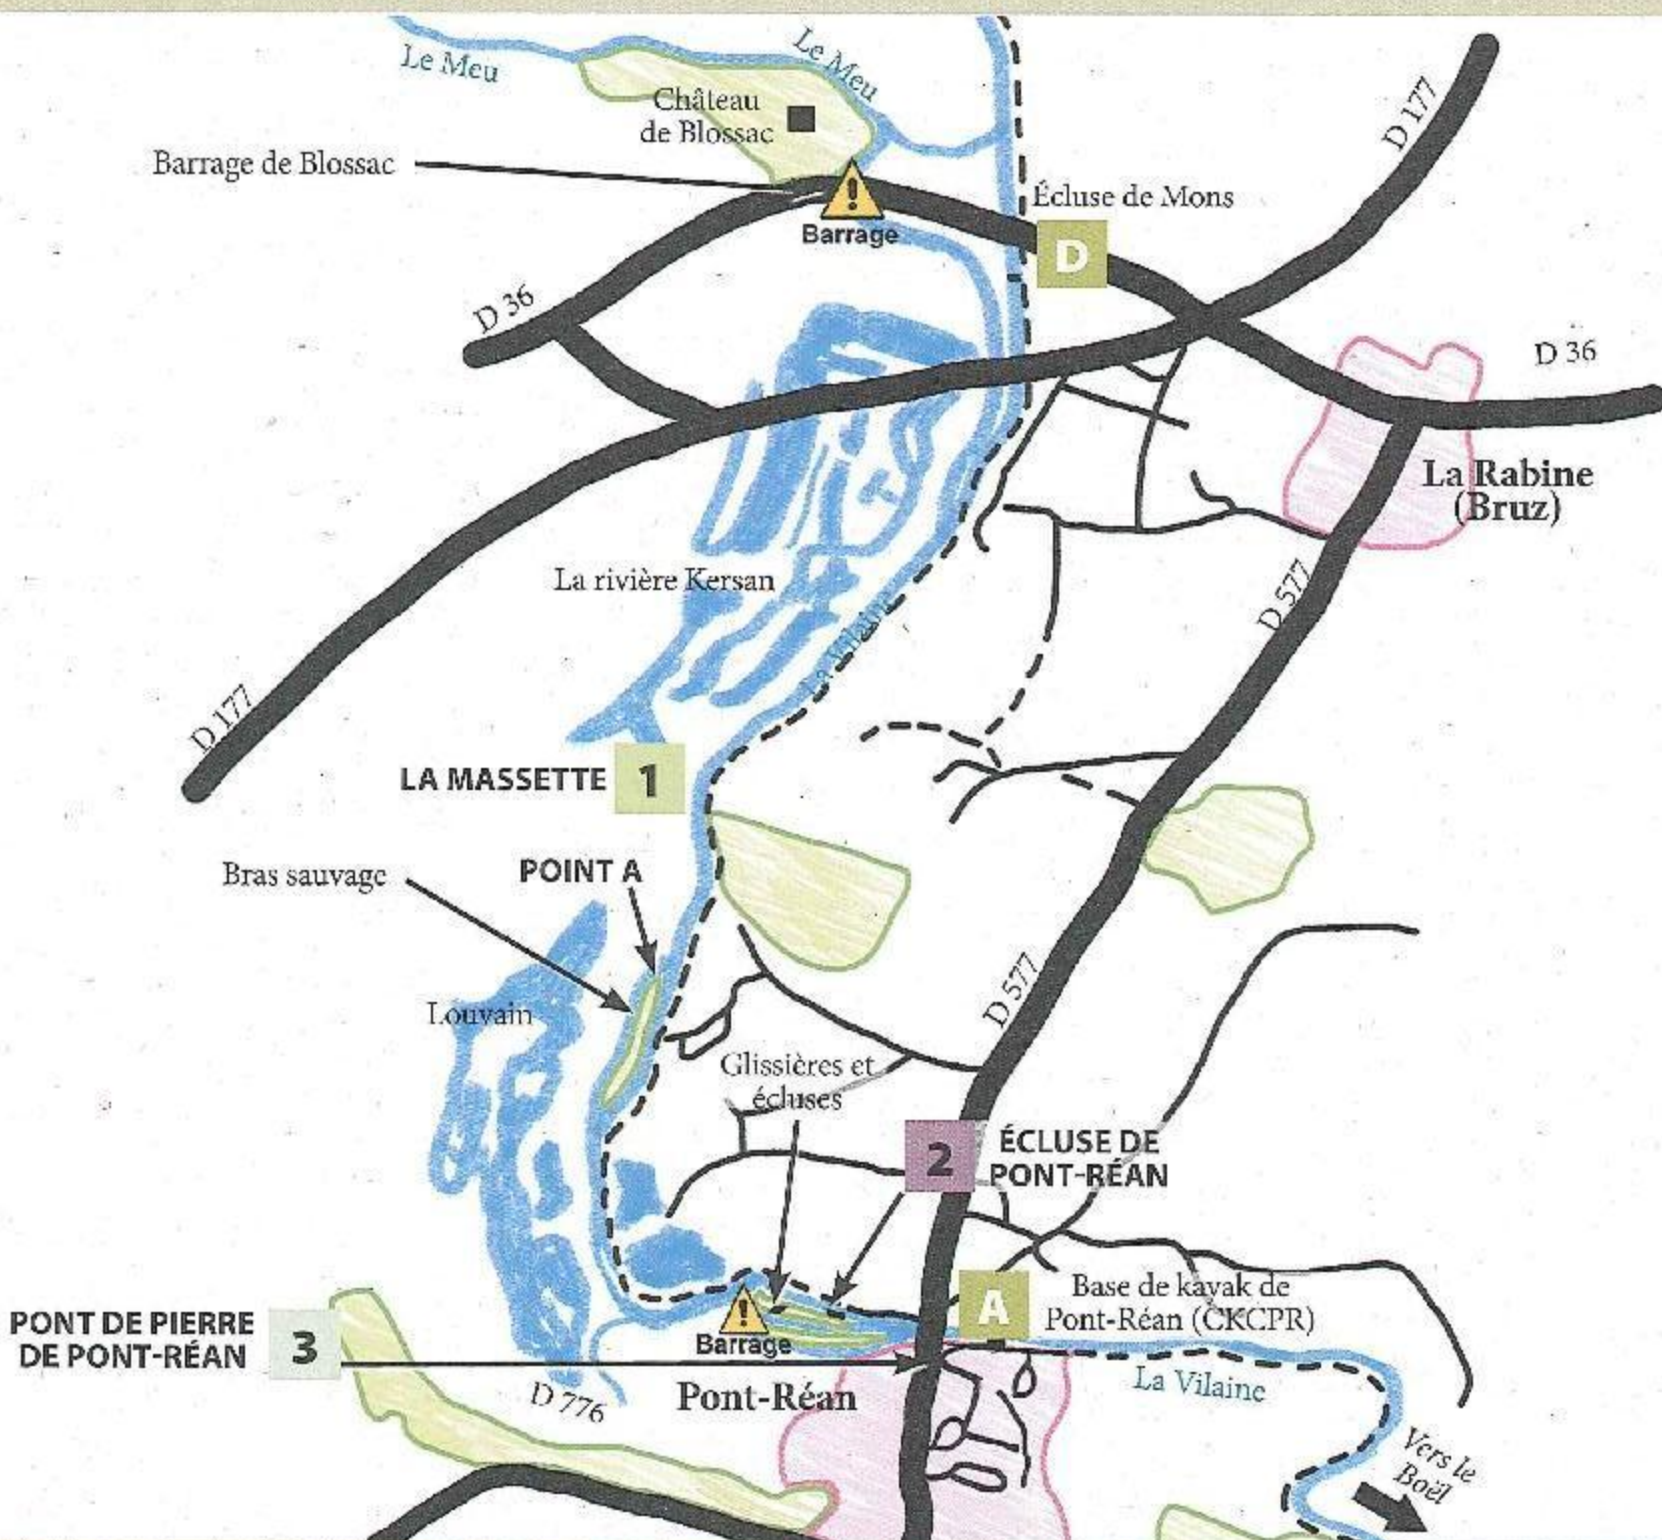 Le Meu
Le Meu
Château
de Blossac
D 177
Barrage de Blossac
Écluse de Mons
Barrage
D
D 36
D 36
La Rabine
(Bruz)
La rivière Kersan
D 577
La Vilaine
D 177
LA MASSETTE
1
Bras sauvage
POINT A
Louvain
D 577
Glissières et
écluses
2
ÉCLUSE DE
PONT-RÉAN
A
Base de kayak de
Pont-Réan (CKCPR)
PONT DE PIERRE
DE PONT-RÉAN
3
Barrage
La Vilaine
D 776
Pont-Réan
Vers le
Boël